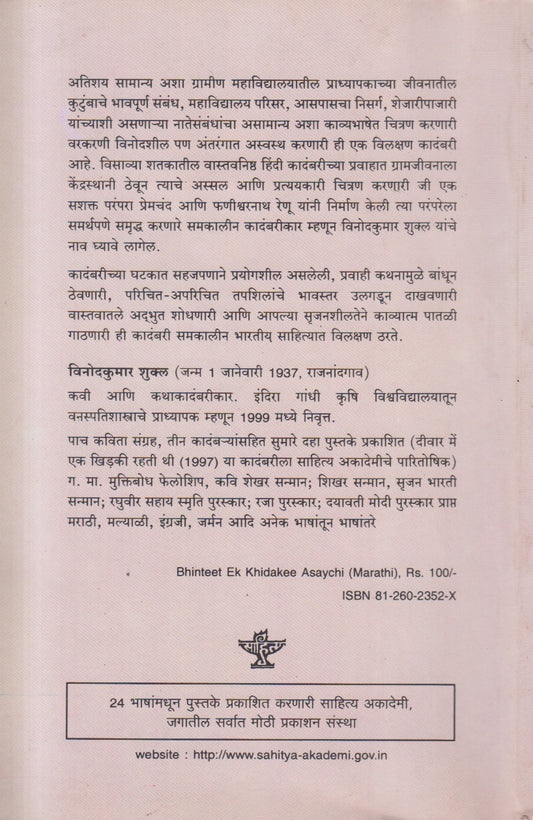 अतिशय सामान्य अशा ग्रामीण महाविद्यालयातील प्राध्यापकाच्या जीवनातील
कुटुंबाचे भावपूर्ण संबंध, महाविद्यालय परिसर, आसपासचा निसर्ग, शेजारीपाजारी
यांच्याशी असणाऱ्या नातेसंबंधांचा असामान्य अशा काव्यभाषेत चित्रण करणारी
वरकरणी विनोदशील पण अंतरंगात अस्वस्थ करणारी ही एक विलक्षण कादंबरी
आहे. विसाव्या शतकातील वास्तवनिष्ठ हिंदी कादंबरीच्या प्रवाहात ग्रामजीवनाला
केंद्रस्थानी ठेवून त्याचे अस्सल आणि प्रत्ययकारी चित्रण करणारी जी एक
सशक्त परंपरा प्रेमचंद आणि फणीश्वरनाथ रेणू यांनी निर्माण केली त्या परंपरेला
समर्थपणे समृद्ध करणारे समकालीन कादंबरीकार म्हणून विनोदकुमार शुक्ल यांचे
नाव घ्यावे लागेल.
कादंबरीच्या घटकात सहजपणाने प्रयोगशील असलेली, प्रवाही कथनामुळे बांधून
ठेवणारी, परिचित-अपरिचित तपशिलांचे भावस्तर उलगडून दाखवणारी
वास्तवातले अद्‌भुत शोधणारी आणि आपल्या सृजनशीलतेने काव्यात्म पातळी
गाठणारी ही कादंबरी समकालीन भारतीय साहित्यात विलक्षण ठरते.
विनोदकुमार शुक्ल (जन्म 1 जानेवारी 1937, राजनांदगाव)
कवी आणि कथाकादंबरीकार. इंदिरा गांधी कृषि विश्वविद्यालयातून
वनस्पतिशास्त्राचे प्राध्यापक म्हणून 1999 मध्ये निवृत्त.
पाच कविता संग्रह, तीन कादंबऱ्यांसहित सुमारे दहा पुस्तके प्रकाशित (दीवार में
एक खिड़की रहती थी (1997) या कादंबरीला साहित्य अकादेमीचे पारितोषिक)
ग. मा. मुक्तिबोध फेलोशिप, कवि शेखर सन्मान; शिखर सन्मान, सृजन भारती
सन्मान; रघुवीर सहाय स्मृति पुरस्कार; रजा पुरस्कार; दयावती मोदी पुरस्कार प्राप्त
मराठी, मल्याळी, इंग्रजी, जर्मन आदि अनेक भाषांतून भाषांतरे
Bhinteet Ek Khidakee Asaychi (Marathi), Rs. 100/-
ISBN 81-260-2352-X
साहित्य
24 भाषांमधून पुस्तके प्रकाशित करणारी साहित्य अकादेमी,
जगातील सर्वात मोठी प्रकाशन संस्था
website : http://www.sahitya-akademi.gov.in